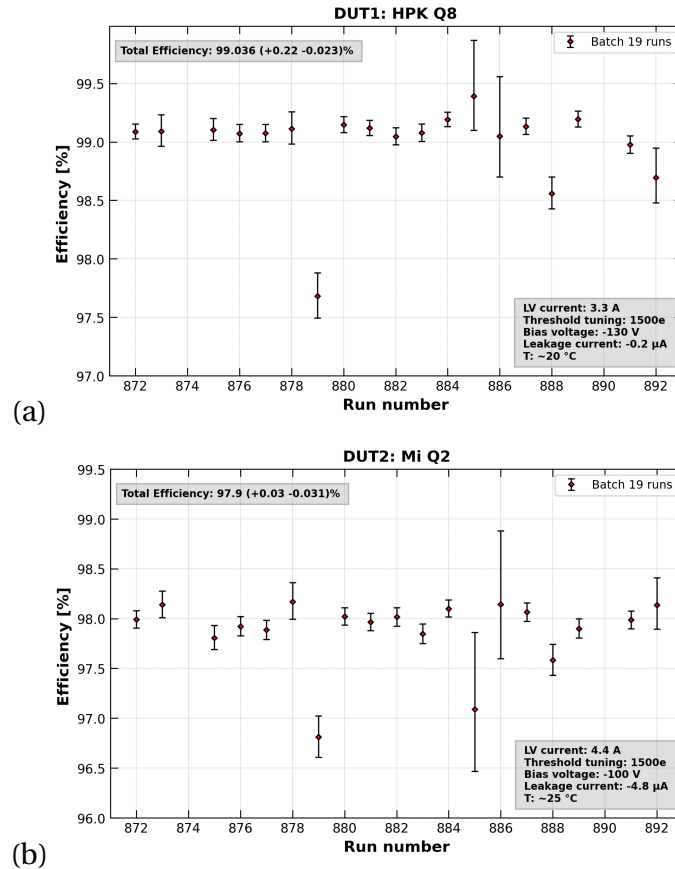 DUT1: HPK Q8
Total Efficiency: 99.036 (+0.22 -0.023)%
Batch 19 runs
Efficiency [%]
99.5
99.0
98.5
98.0
97.5
97.0
LV current: 3.3 A
Threshold tuning: 1500e
Bias voltage: -130 V
Leakage current: -0.2 μA
T: ~20 °C
872 874 876 878 880 882 884 886 888 890 892
Run number
(a)
DUT2: Mi Q2
Total Efficiency: 97.9 (+0.03 -0.031)%
Batch 19 runs
Efficiency [%]
99.5
99.0
98.5
98.0
97.5
97.0
96.5
96.0
LV current: 4.4 A
Threshold tuning: 1500e
Bias voltage: -100 V
Leakage current: -4.8 μA
T: ~25 °C
872 874 876 878 880 882 884 886 888 890 892
Run number
(b)